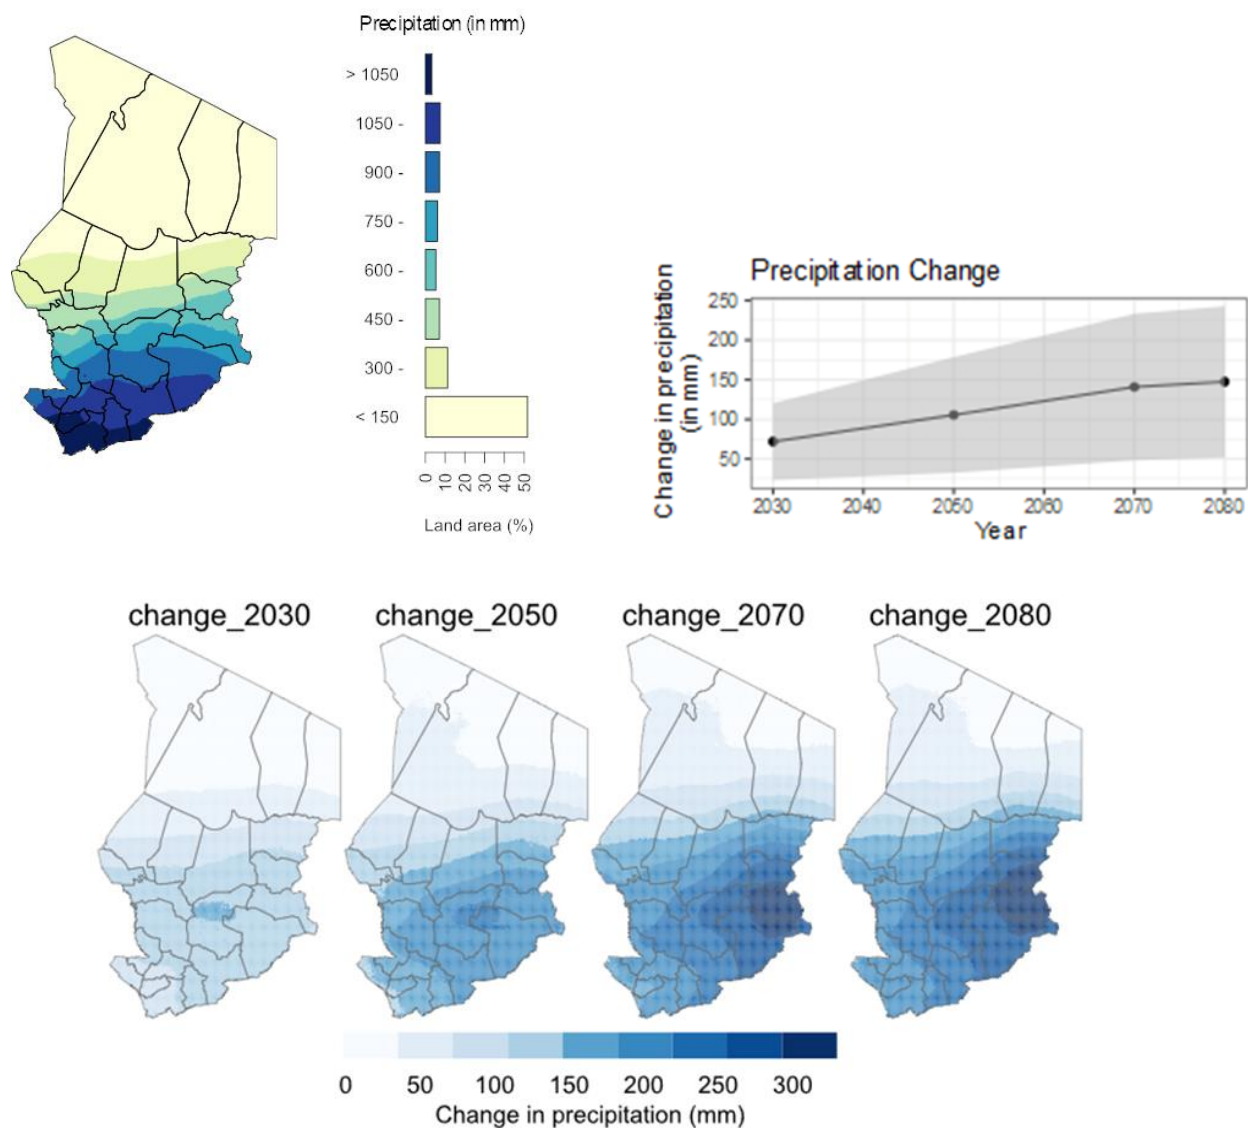 Precipitation (in mm)
> 1050
1050 -
900 -
750 -
600 -
450 -
300 -
< 150
0 10 20 30 40 50
Land area (%)
Precipitation Change
Change in precipitation
(in mm)
250
200
150
100
50
2030 2040 2050 2060 2070 2080
Year
change_2030 change_2050 change_2070 change_2080
0 50 100 150 200 250 300
Change in precipitation (mm)